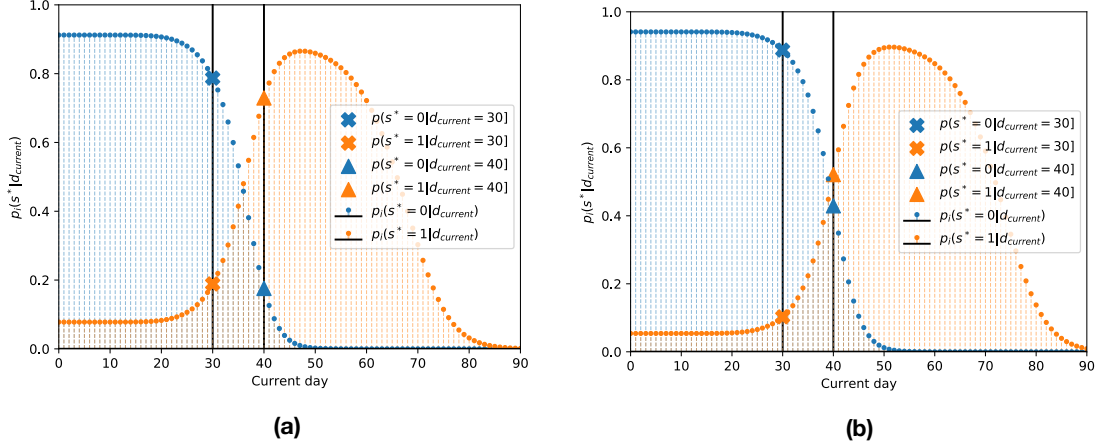 1.0
0.8
0.6
0.4
0.2
0.0
p_i(s* | d_current)
0 10 20 30 40 50 60 70 80 90
Current day
p(s* = 0|d_current = 30]
p(s* = 1|d_current = 30]
p(s* = 0|d_current = 40]
p(s* = 1|d_current = 40]
p_i(s* = 0|d_current)
p_i(s* = 1|d_current)
(a)
1.0
0.8
0.6
0.4
0.2
0.0
p_i(s* | d_current)
0 10 20 30 40 50 60 70 80 90
Current day
p(s* = 0|d_current = 30]
p(s* = 1|d_current = 30]
p(s* = 0|d_current = 40]
p(s* = 1|d_current = 40]
p_i(s* = 0|d_current)
p_i(s* = 1|d_current)
(b)